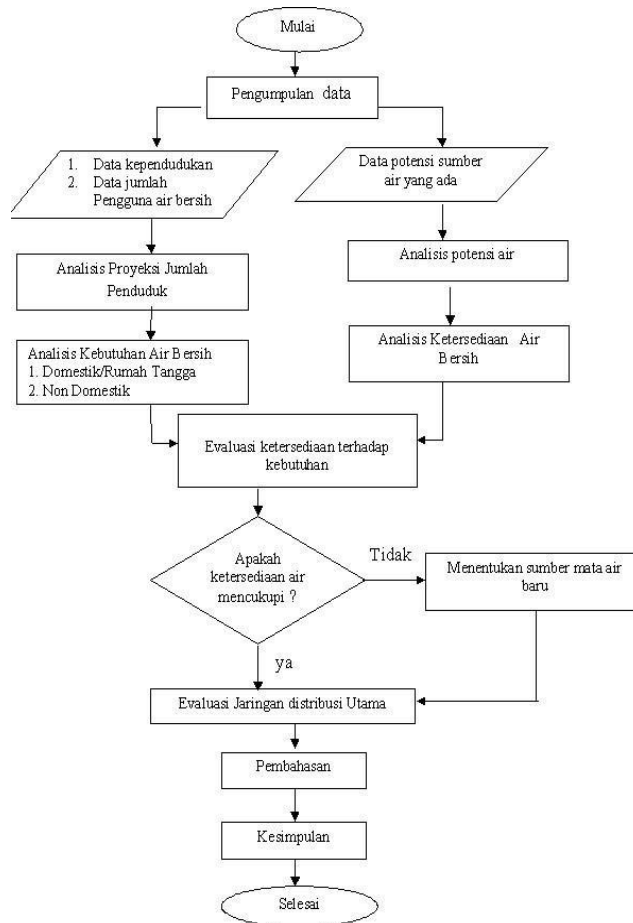 Mulai
Pengumpulan data
1. Data kependudukan
2. Data jumlah
Pengguna air bersih
Data potensi sumber
air yang ada
Analisis Proyeksi Jumlah
Penduduk
Analisis potensi air
Analisis Kebutuhan Air Bersih
1. Domestik/Rumah Tangga
2. Non Domestik
Analisis Ketersediaan Air
Bersih
Evaluasi ketersediaan terhadap
kebutuhan
Apakah
ketersediaan air
mencukupi ?
Tidak
Menentukan sumber mata air
baru
ya
Evaluasi Jaringan distribusi Utama
Pembahasan
Kesimpulan
Selesai